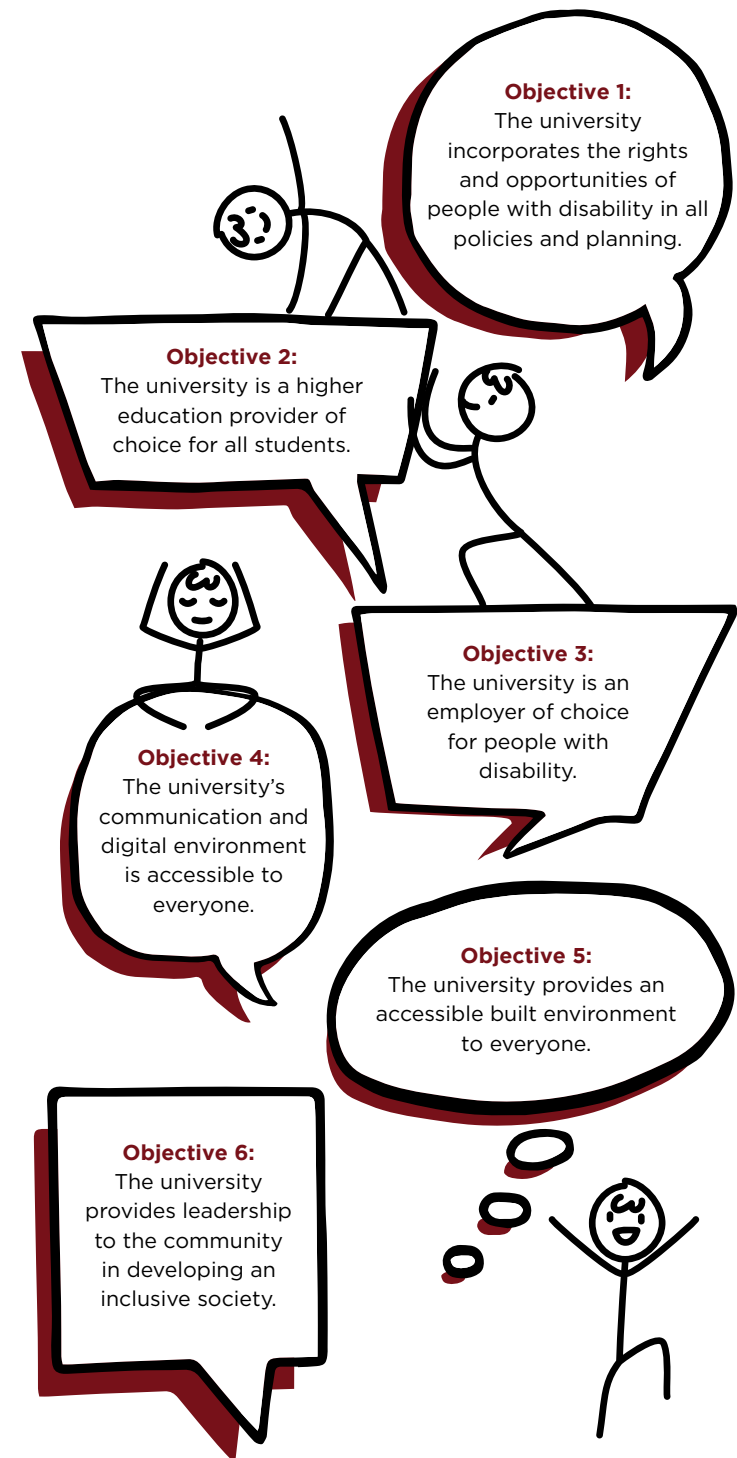 Objective 1:
The university
incorporates the rights
and opportunities of
people with disability in all
policies and planning.
Objective 2:
The university is a higher
education provider of
choice for all students.
Objective 3:
The university is an
employer of choice
for people with
disability.
Objective 4:
The university’s
communication and
digital environment
is accessible to
everyone.
Objective 5:
The university provides an
accessible built environment
to everyone.
Objective 6:
The university
provides leadership
to the community
in developing an
inclusive society.